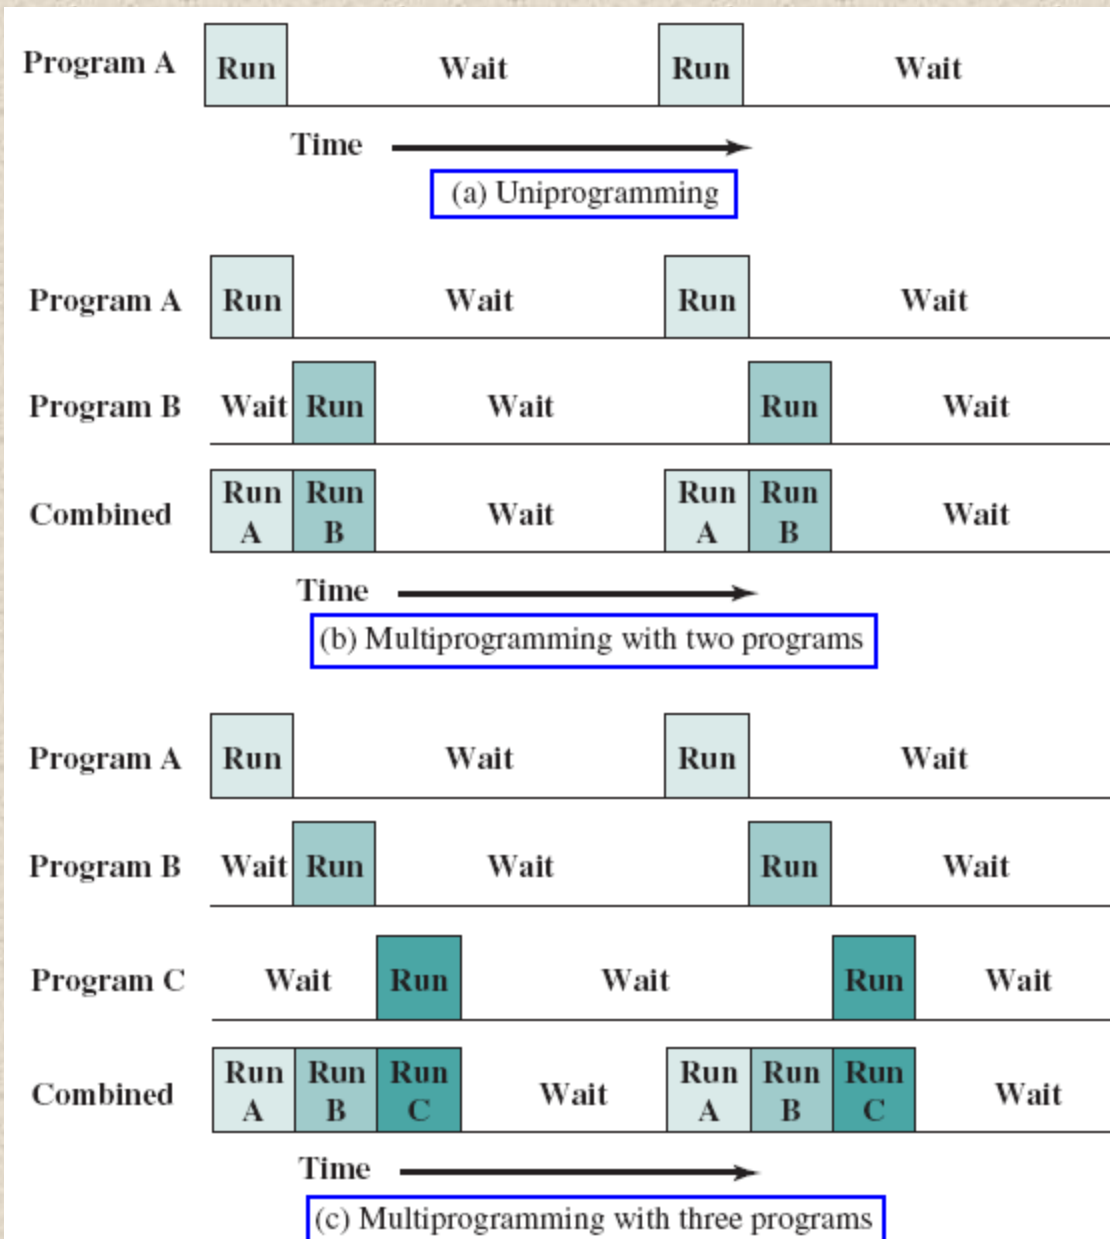 Program A Run Wait Run Wait
Time
(a) Uniprogramming
Program A Run Wait Run Wait
Program B Wait Run Wait Run Wait
Combined Run A Run B Wait Run A Run B Wait
Time
(b) Multiprogramming with two programs
Program A Run Wait Run Wait
Program B Wait Run Wait Run Wait
Program C Wait Run Wait Run Wait
Combined Run A Run B Run C Wait Run A Run B Run C Wait
Time
(c) Multiprogramming with three programs